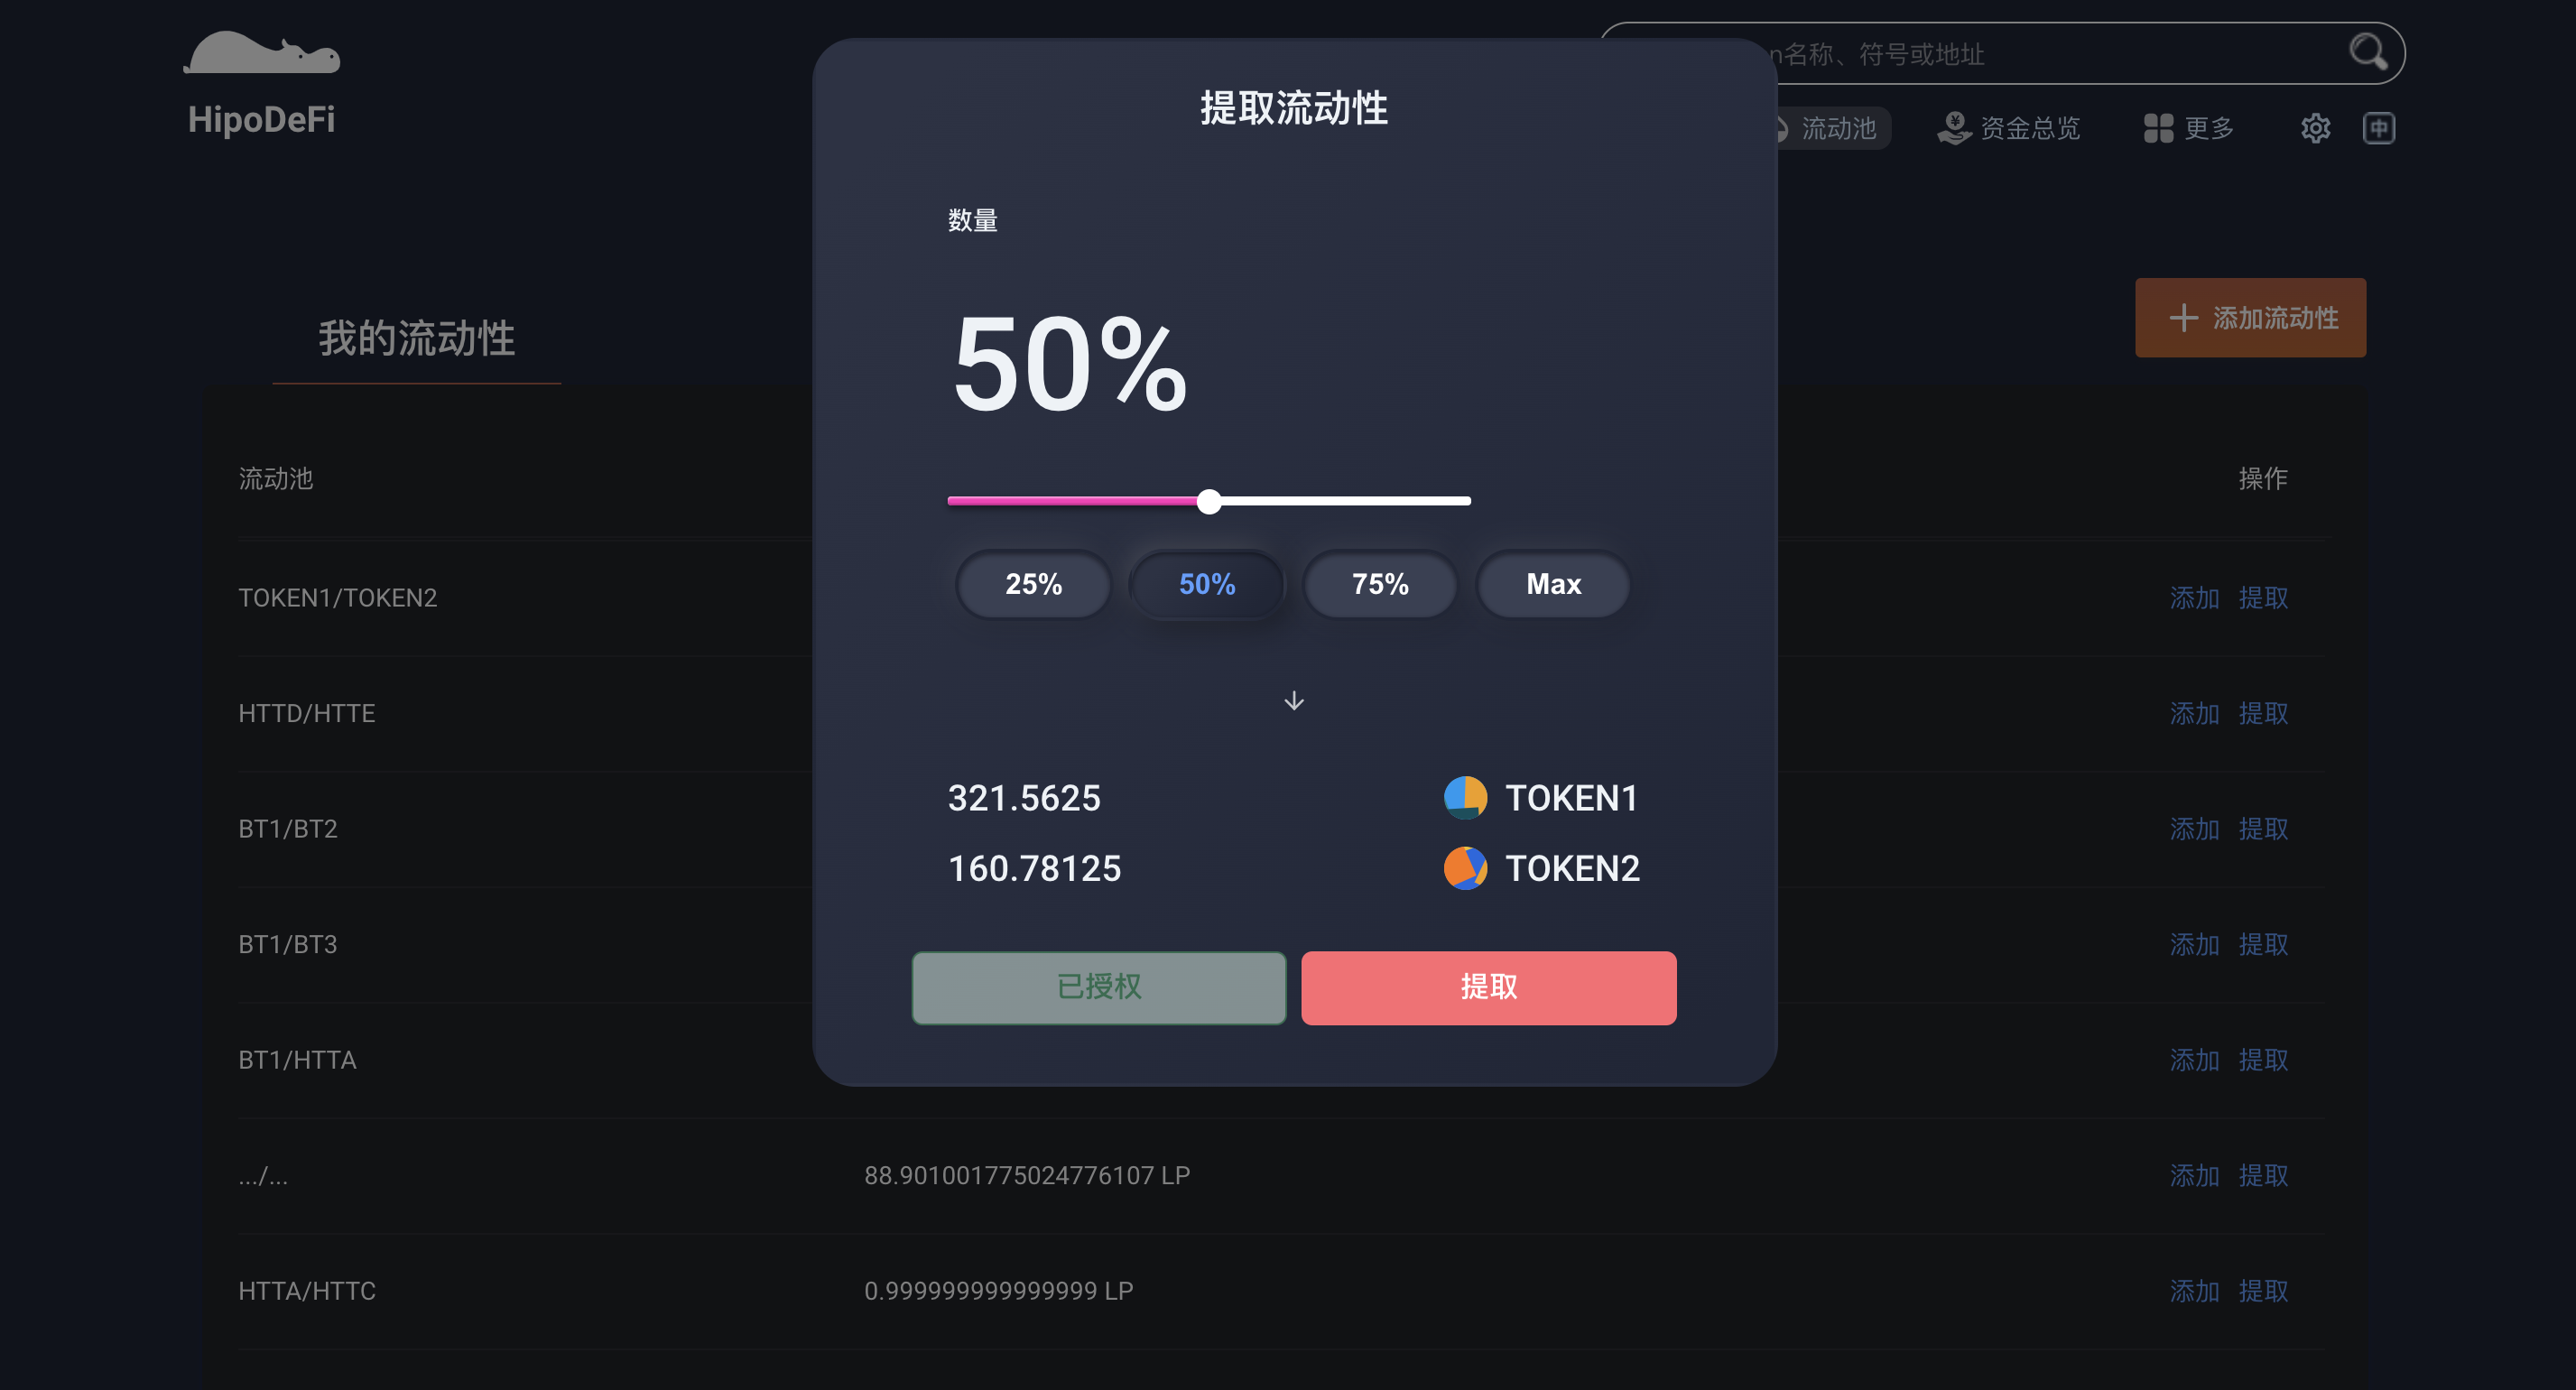 HipoDeFi
n名称、符号或地址
流动池
资金总览
更多
中
提取流动性
数量
50%
25% 50% 75% Max
321.5625 TOKEN1
160.78125 TOKEN2
已授权 提取
我的流动性
添加流动性
流动池 操作
TOKEN1/TOKEN2 添加 提取
HTTD/HTTE 添加 提取
BT1/BT2 添加 提取
BT1/BT3 添加 提取
BT1/HTTA 添加 提取
.../... 88.901001775024776107 LP 添加 提取
HTTA/HTTC 0.999999999999999 LP 添加 提取